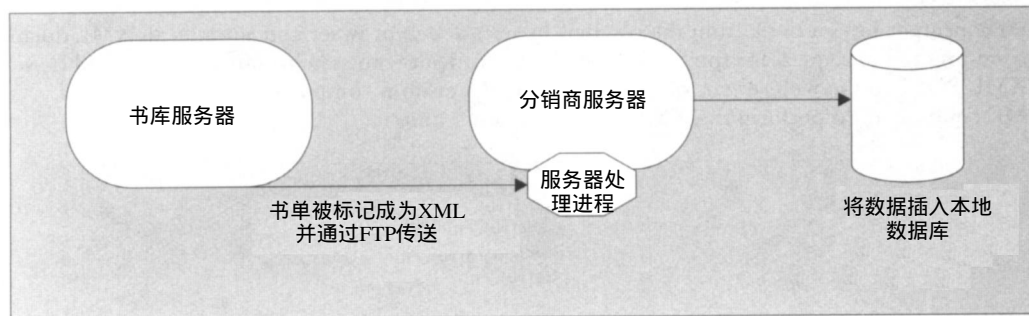 书库服务器
分销商服务器
服务器处
理进程
书单被标记成为XML
并通过FTP传送
将数据插入本地
数据库